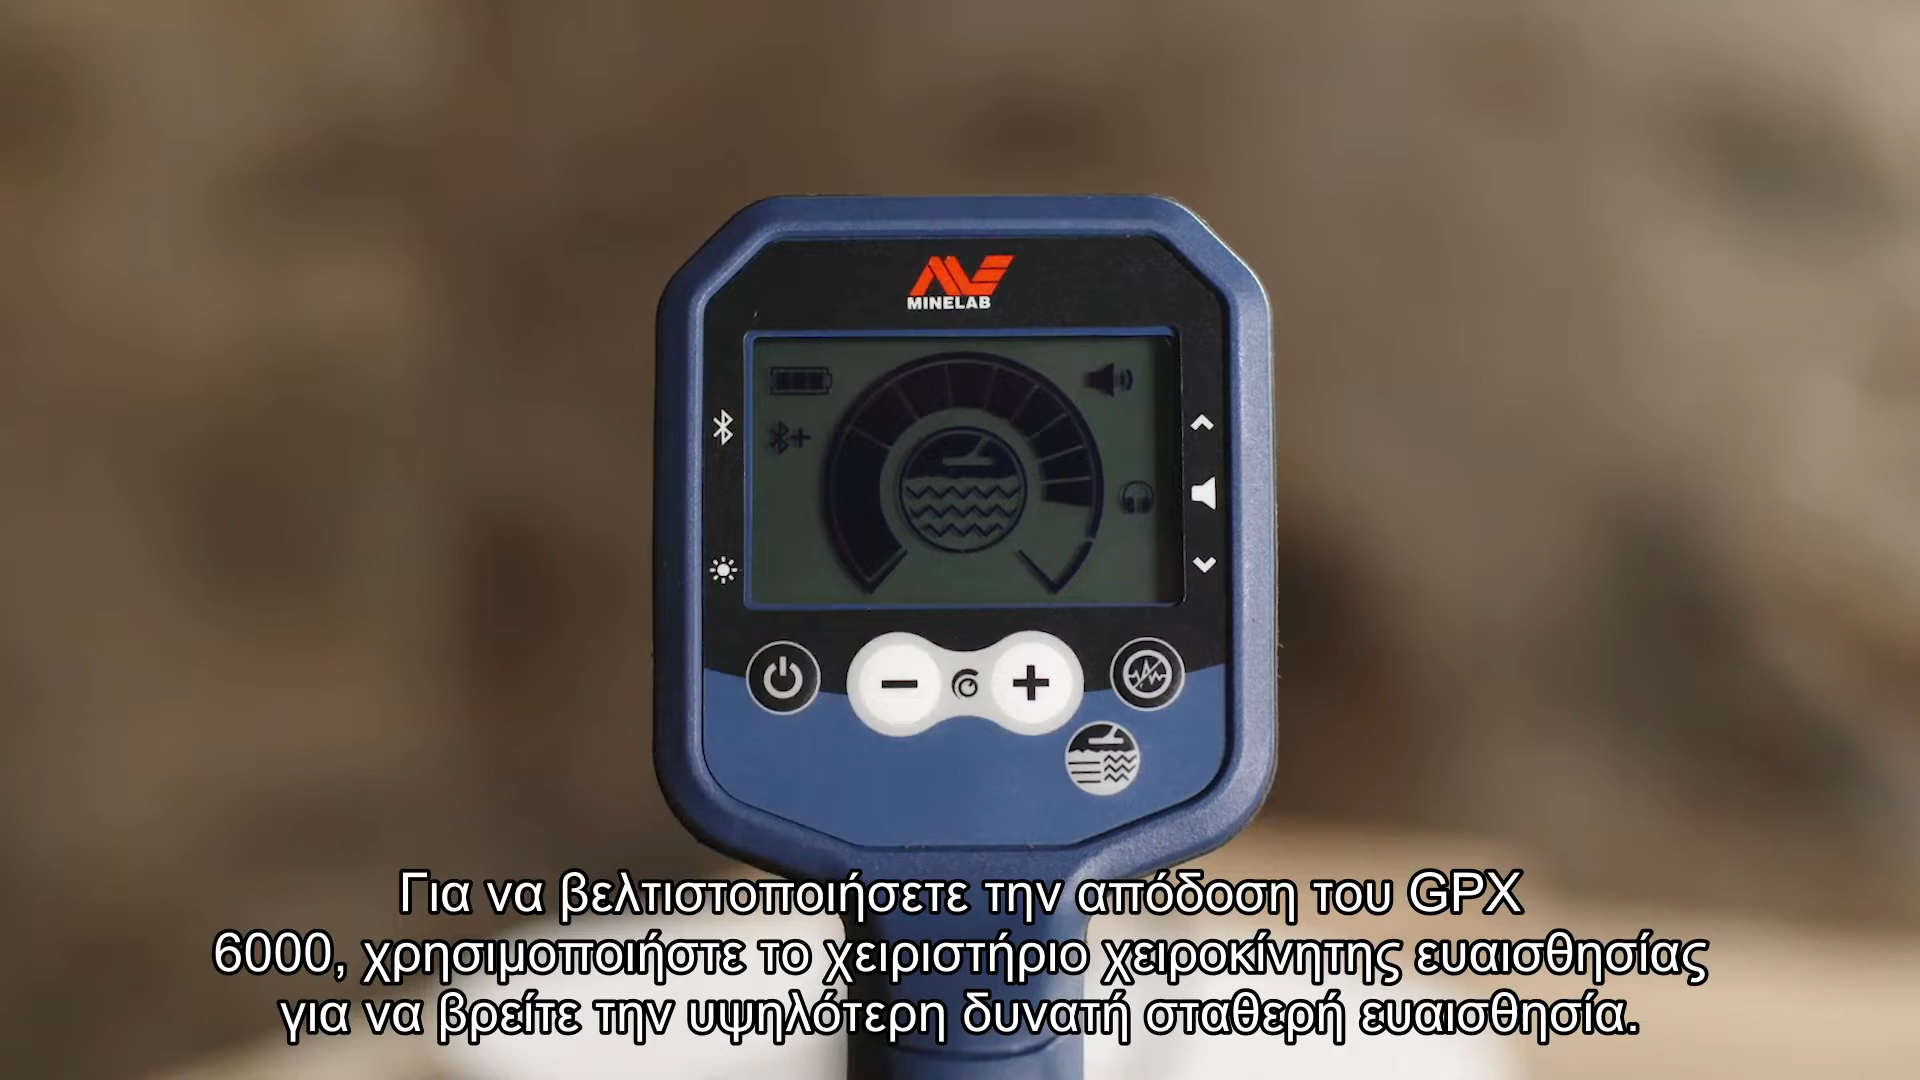 MINELAB
Για να βελτιστοποιήσετε την απόδοση του GPX
6000, χρησιμοποιήστε το χειριστήριο χειροκίνητης ευαισθησίας
για να βρείτε την υψηλότερη δυνατή σταθερή ευαισθησία.